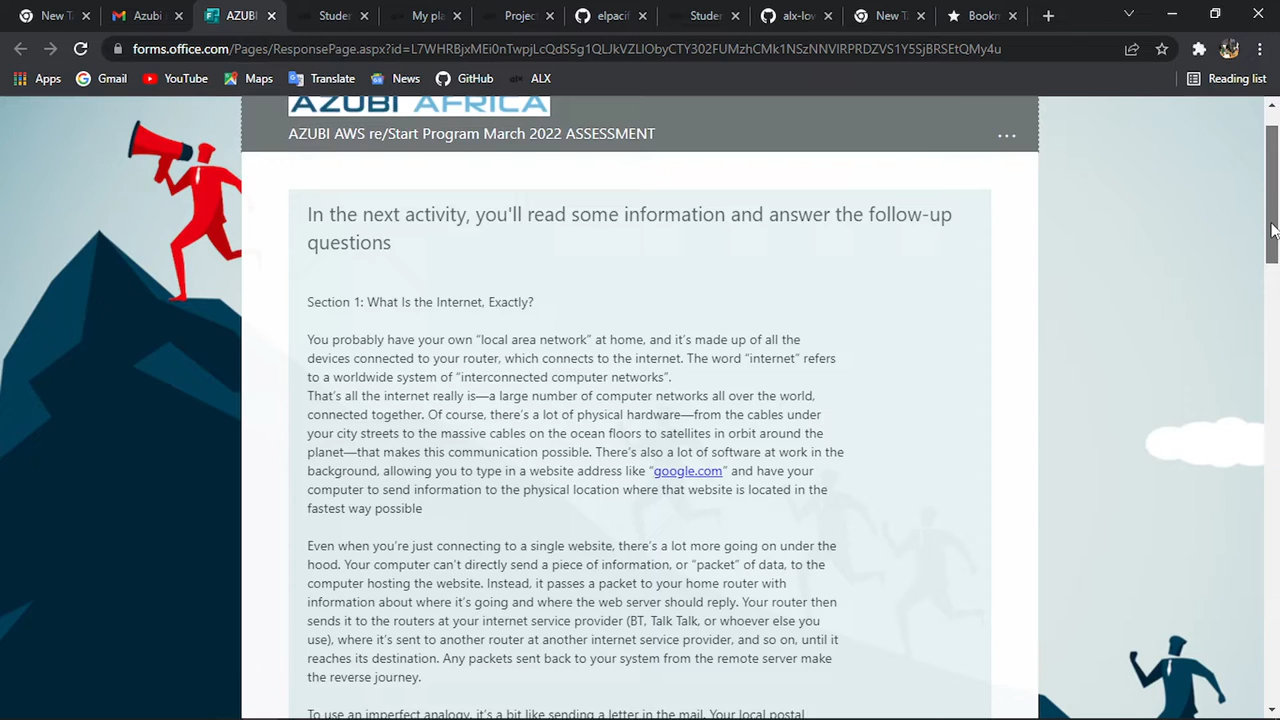 New Ta
Azubi
AZUBI
Studer
My pla
Project
elpacif
Studer
alx-lov
New Ta
Bookm
forms.office.com/Pages/ResponsePage.aspx?id=L7WHRBjxMEi0nTwpjLcQdS5g1QLJkVZLIObyCTY302FUMzhCMk1NSzNNVlRPRDZVS1Y5SjBRSEtQMy4u
Apps
Gmail
YouTube
Maps
Translate
News
GitHub
ALX
Reading list
AZUBI AFRICA
AZUBI AWS re/Start Program March 2022 ASSESSMENT
In the next activity, you'll read some information and answer the follow-up
questions
Section 1: What Is the Internet, Exactly?
You probably have your own “local area network” at home, and it’s made up of all the
devices connected to your router, which connects to the internet. The word “internet” refers
to a worldwide system of “interconnected computer networks”.
That’s all the internet really is—a large number of computer networks all over the world,
connected together. Of course, there’s a lot of physical hardware—from the cables under
your city streets to the massive cables on the ocean floors to satellites in orbit around the
planet—that makes this communication possible. There’s also a lot of software at work in the
background, allowing you to type in a website address like “google.com” and have your
computer to send information to the physical location where that website is located in the
fastest way possible
Even when you’re just connecting to a single website, there’s a lot more going on under the
hood. Your computer can’t directly send a piece of information, or “packet” of data, to the
computer hosting the website. Instead, it passes a packet to your home router with
information about where it’s going and where the web server should reply. Your router then
sends it to the routers at your internet service provider (BT, Talk Talk, or whoever else you
use), where it’s sent to another router at another internet service provider, and so on, until it
reaches its destination. Any packets sent back to your system from the remote server make
the reverse journey.
To use an imperfect analogy, it’s a bit like sending a letter in the mail. Your local postal